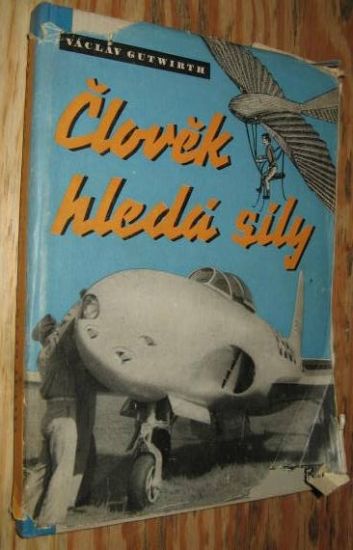 VÁCLAV GUTWIRTH
Člověk
hledá síly